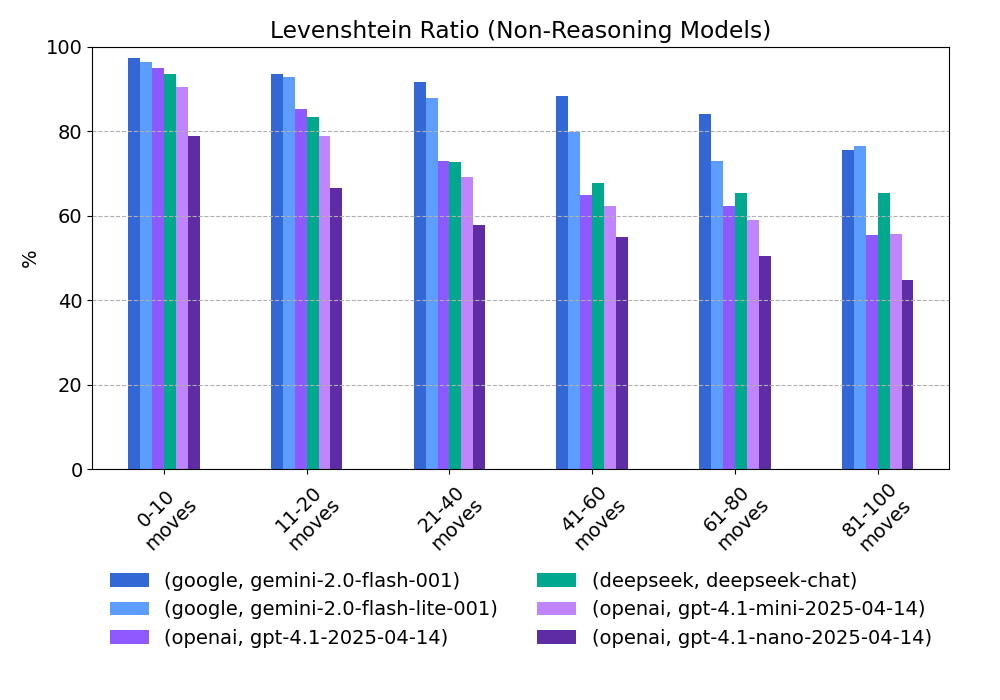 Levenshtein Ratio (Non-Reasoning Models)
100
80
60
40
20
0
%
0-10
moves
11-20
moves
21-40
moves
41-60
moves
61-80
moves
81-100
moves
(google, gemini-2.0-flash-001)
(google, gemini-2.0-flash-lite-001)
(openai, gpt-4.1-2025-04-14)
(deepseek, deepseek-chat)
(openai, gpt-4.1-mini-2025-04-14)
(openai, gpt-4.1-nano-2025-04-14)